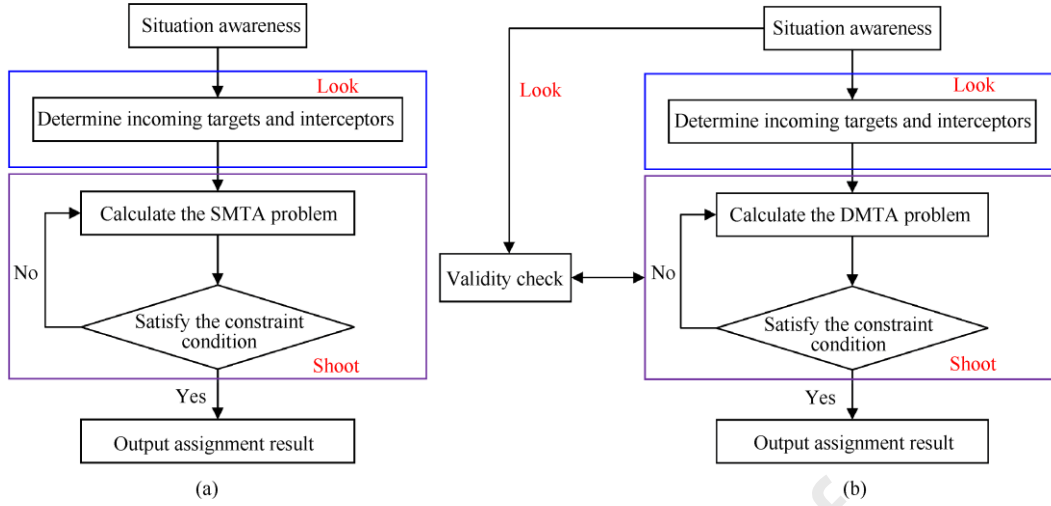 Situation awareness
Look
Determine incoming targets and interceptors
Calculate the SMTA problem
No
Satisfy the constraint
condition
Shoot
Yes
Output assignment result
(a)
Situation awareness
Look
Look
Determine incoming targets and interceptors
Calculate the DMTA problem
Validity check
No
Satisfy the constraint
condition
Shoot
Yes
Output assignment result
(b)